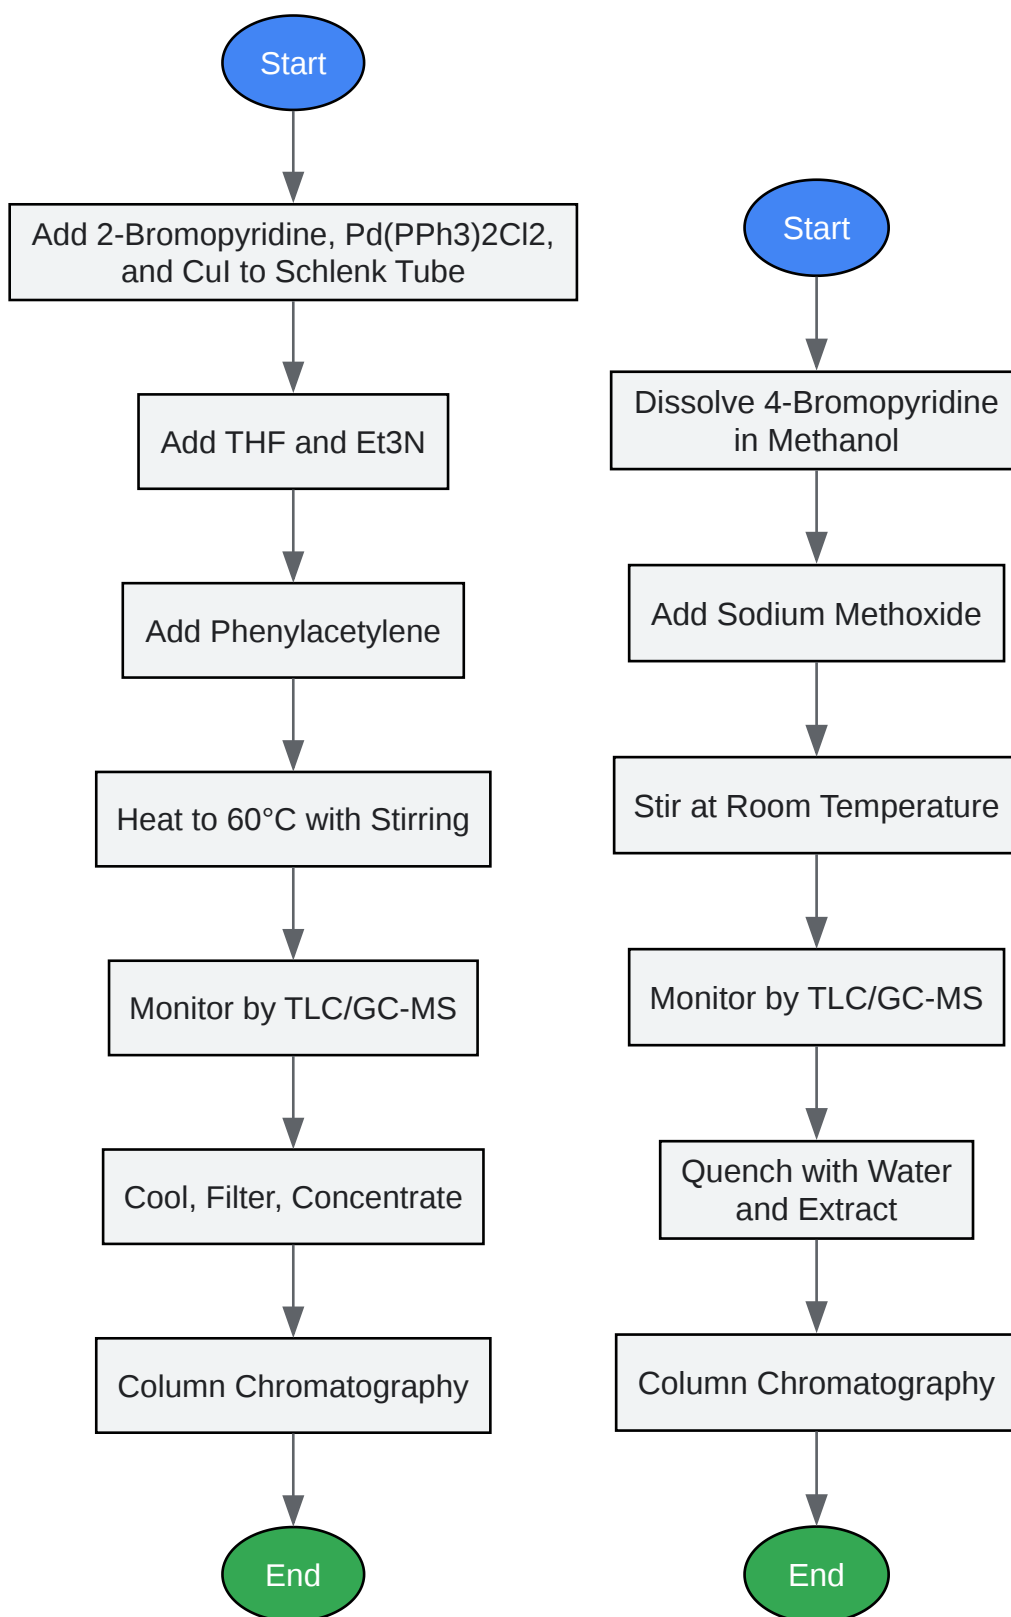 Start
Add 2-Bromopyridine, Pd(PPh3)2Cl2,
and CuI to Schlenk Tube
Add THF and Et3N
Add Phenylacetylene
Heat to 60°C with Stirring
Monitor by TLC/GC-MS
Cool, Filter, Concentrate
Column Chromatography
End
Start
Dissolve 4-Bromopyridine
in Methanol
Add Sodium Methoxide
Stir at Room Temperature
Monitor by TLC/GC-MS
Quench with Water
and Extract
Column Chromatography
End